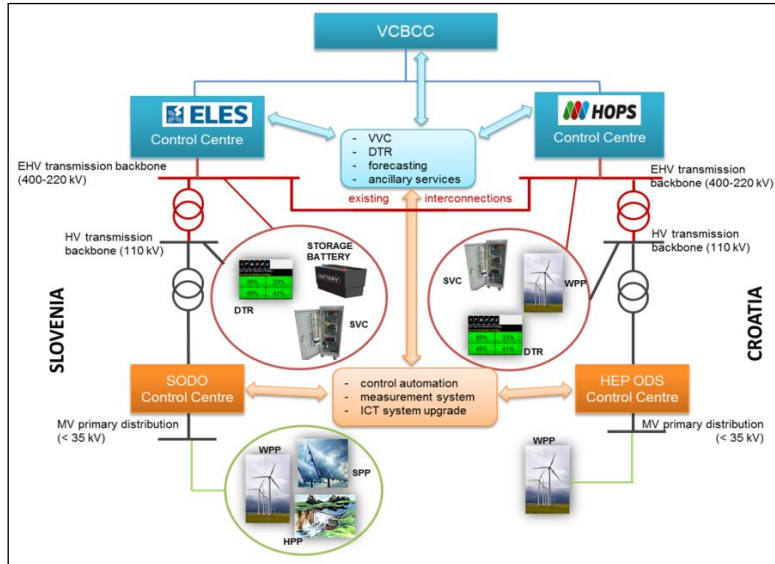 VCBCC
ELES
Control Centre
HOPS
Control Centre
- VVC
- DTR
- forecasting
- ancillary services
EHV transmission backbone
(400-220 kV)
EHV transmission
backbone (400-220 kV)
existing interconnections
HV transmission
backbone (110 kV)
HV transmission
backbone (110 kV)
STORAGE
BATTERY
DTR
SVC
SVC
WPP
DTR
SLOVENIA
CROATIA
SODO
Control Centre
- control automation
- measurement system
- ICT system upgrade
HEP ODS
Control Centre
MV primary distribution
(< 35 kV)
MV primary distribution
(< 35 kV)
WPP
SPP
HPP
WPP